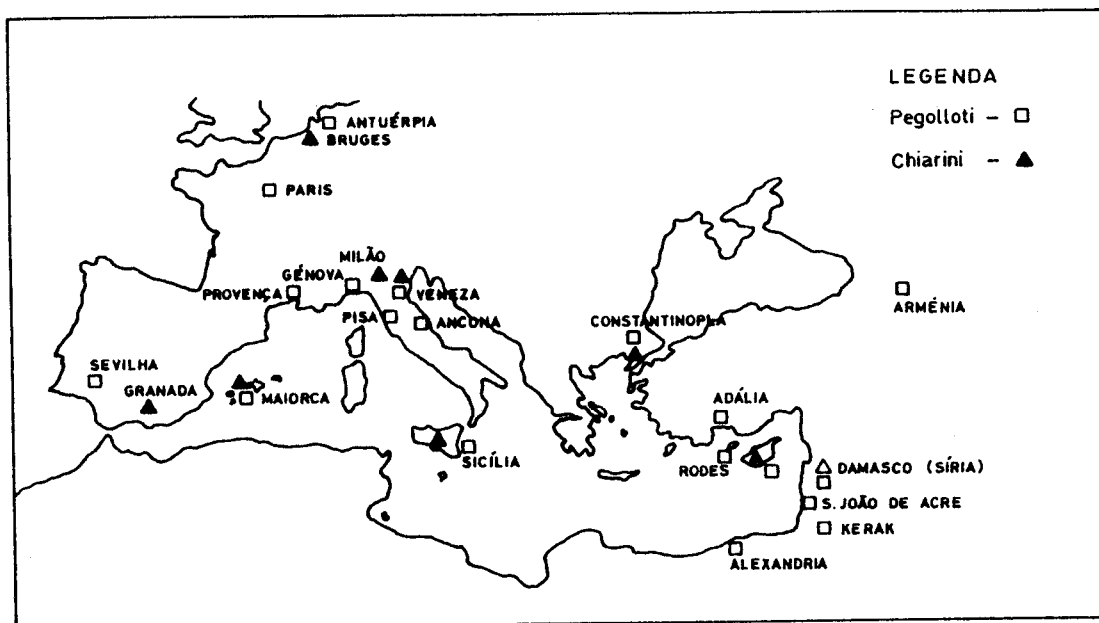 LEGENDA
Pegolloti –
Chiarini –
ANTUÉRPIA
BRUGES
PARIS
MILÃO
GÉNOVA
PROVENÇA
VENEZA
PISA
ANCONA
CONSTANTINOPLA
ARMÉNIA
SEVILHA
GRANADA
MAIORCA
ADÁLIA
SICÍLIA
RODES
DAMASCO (SÍRIA)
S. JOÃO DE ACRE
KERAK
ALEXANDRIA